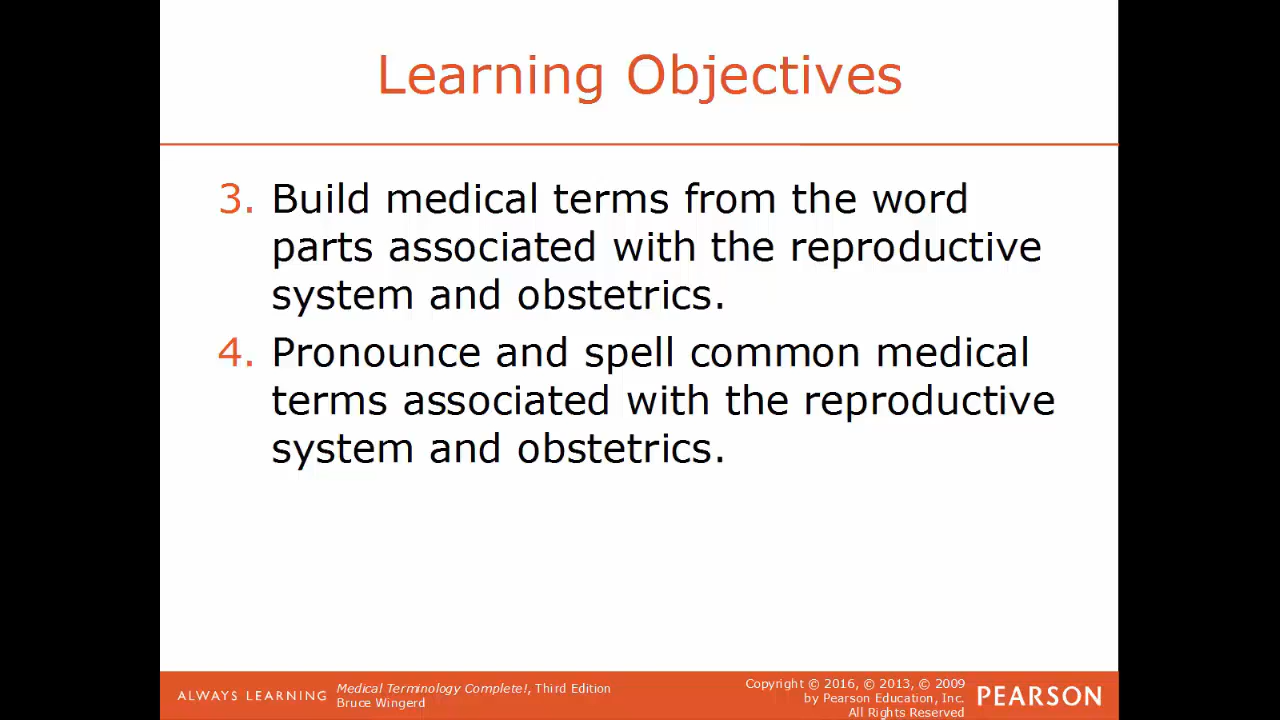 Learning Objectives
3. Build medical terms from the word
parts associated with the reproductive
system and obstetrics.
4. Pronounce and spell common medical
terms associated with the reproductive
system and obstetrics.
ALWAYS LEARNING
Medical Terminology Complete!, Third Edition
Bruce Wingerd
Copyright © 2016, © 2013, © 2009
by Pearson Education, Inc.
All Rights Reserved
PEARSON